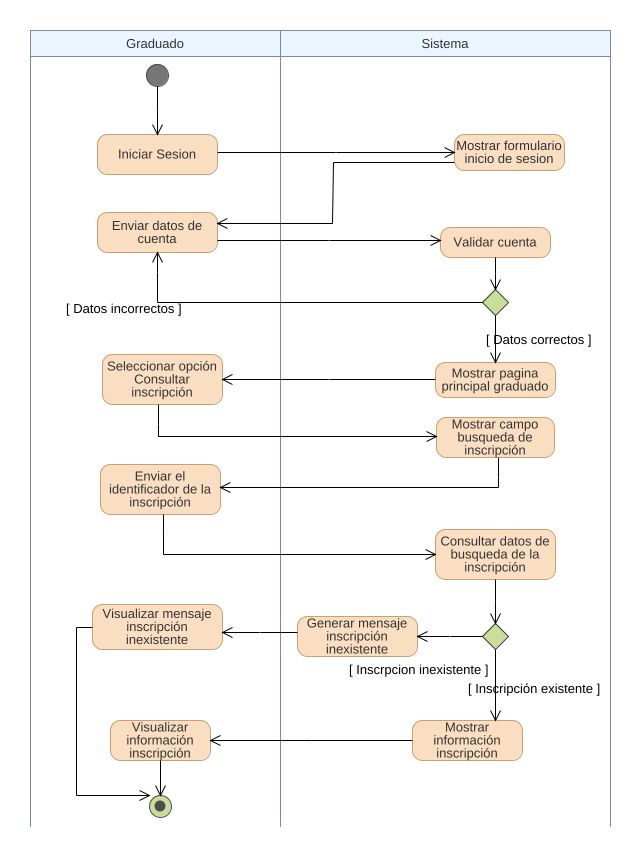 Graduado
Sistema
Iniciar Sesion
Mostrar formulario
inicio de sesion
Enviar datos de
cuenta
Validar cuenta
[ Datos incorrectos ]
[ Datos correctos ]
Seleccionar opción
Consultar
inscripción
Mostrar pagina
principal graduado
Mostrar campo
busqueda de
inscripción
Enviar el
identificador de la
inscripción
Consultar datos de
busqueda de la
inscripción
Visualizar mensaje
inscripción
inexistente
Generar mensaje
inscripción
inexistente
[ Inscrpcion inexistente ]
[ Inscripción existente ]
Visualizar
información
inscripción
Mostrar
información
inscripción